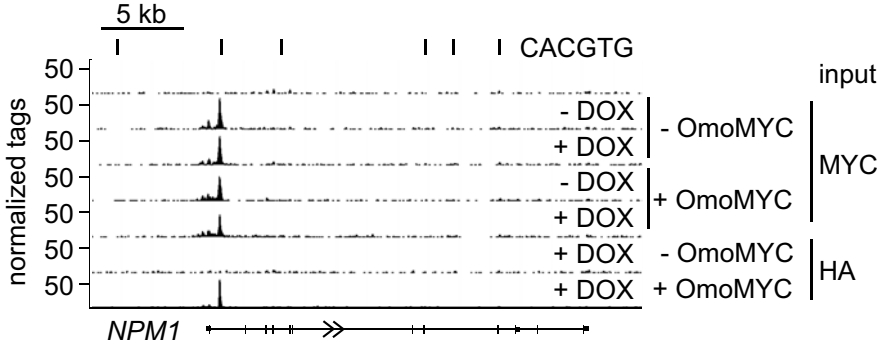 5 kb
CACGTG
normalized tags
50
input
50
- DOX
- OmoMYC
MYC
50
+ DOX
50
- DOX
+ OmoMYC
50
+ DOX
50
+ DOX
- OmoMYC
HA
50
+ DOX
+ OmoMYC
NPM1